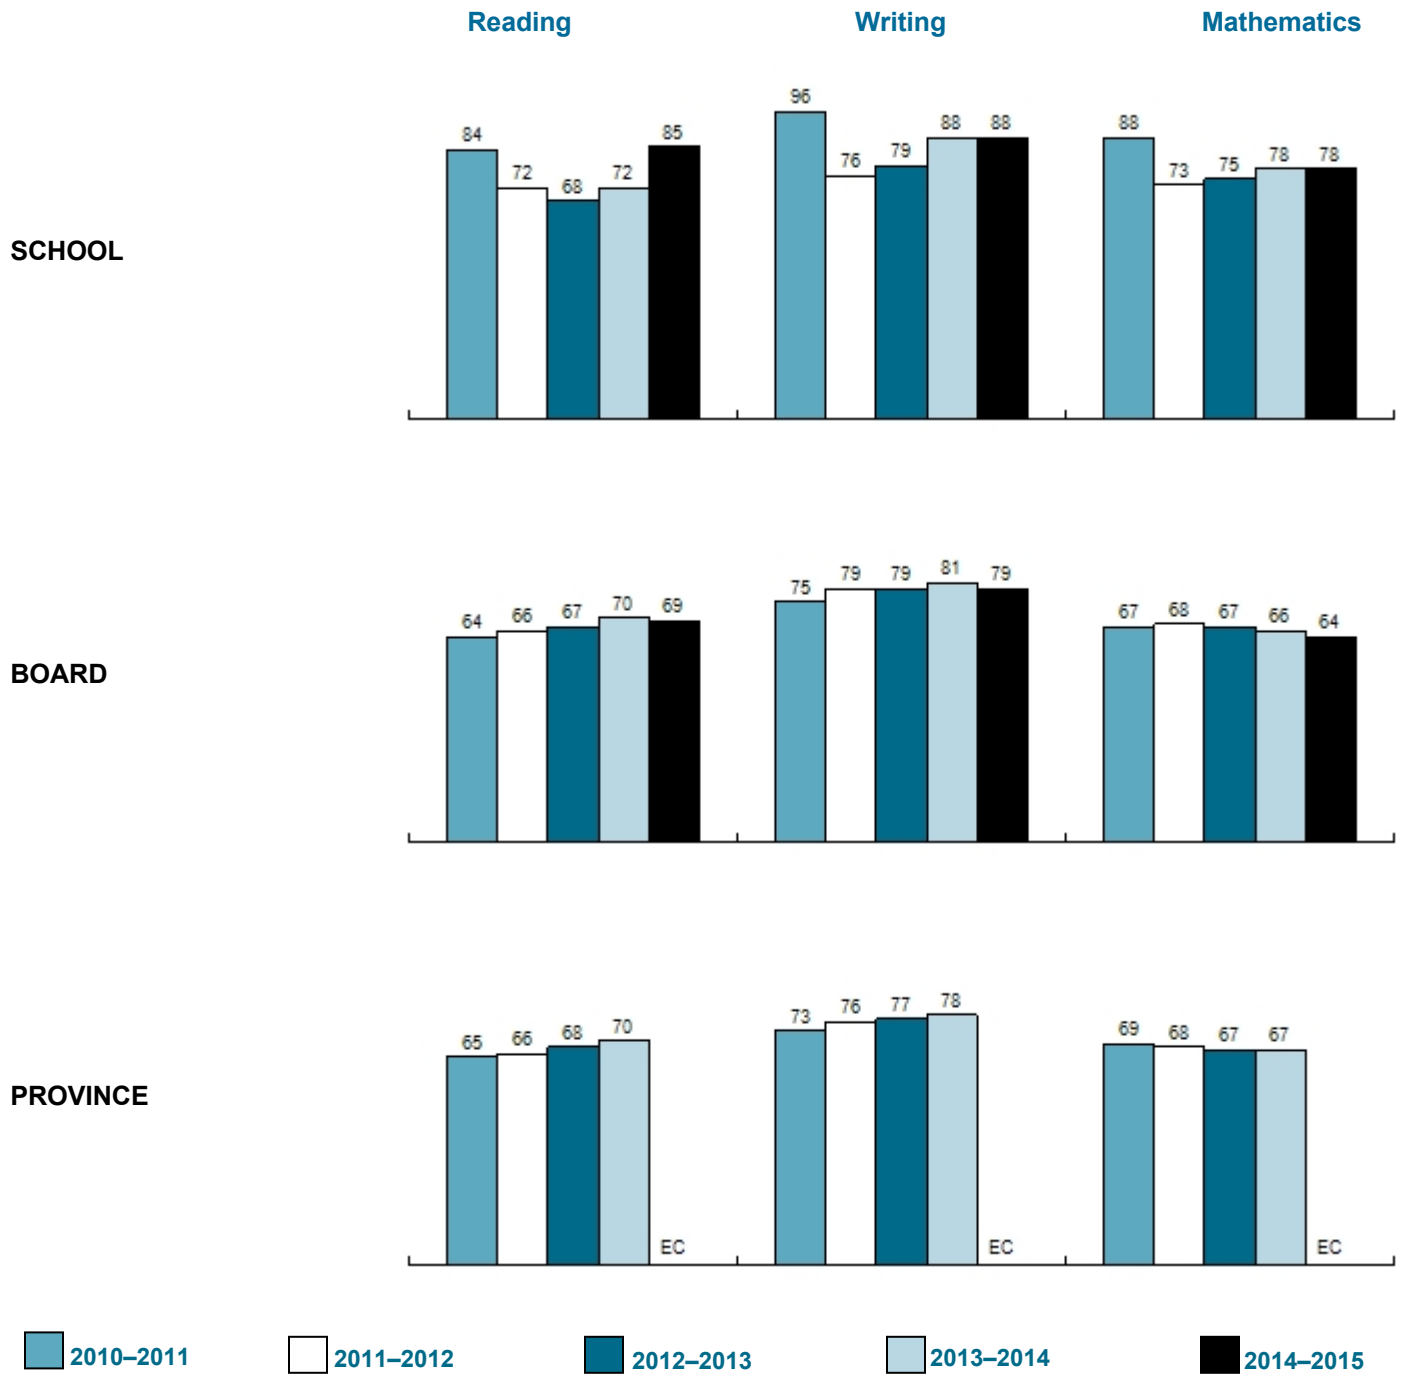 Reading Writing Mathematics
96
84 85 88 88 88
72 72 76 79 73 75 78 78
68
SCHOOL
64 66 67 70 69 75 79 79 81 79 67 68 67 66 64
BOARD
65 66 68 70 73 76 77 78 69 68 67 67
EC EC EC
PROVINCE
2010–2011 2011–2012 2012–2013 2013–2014 2014–2015